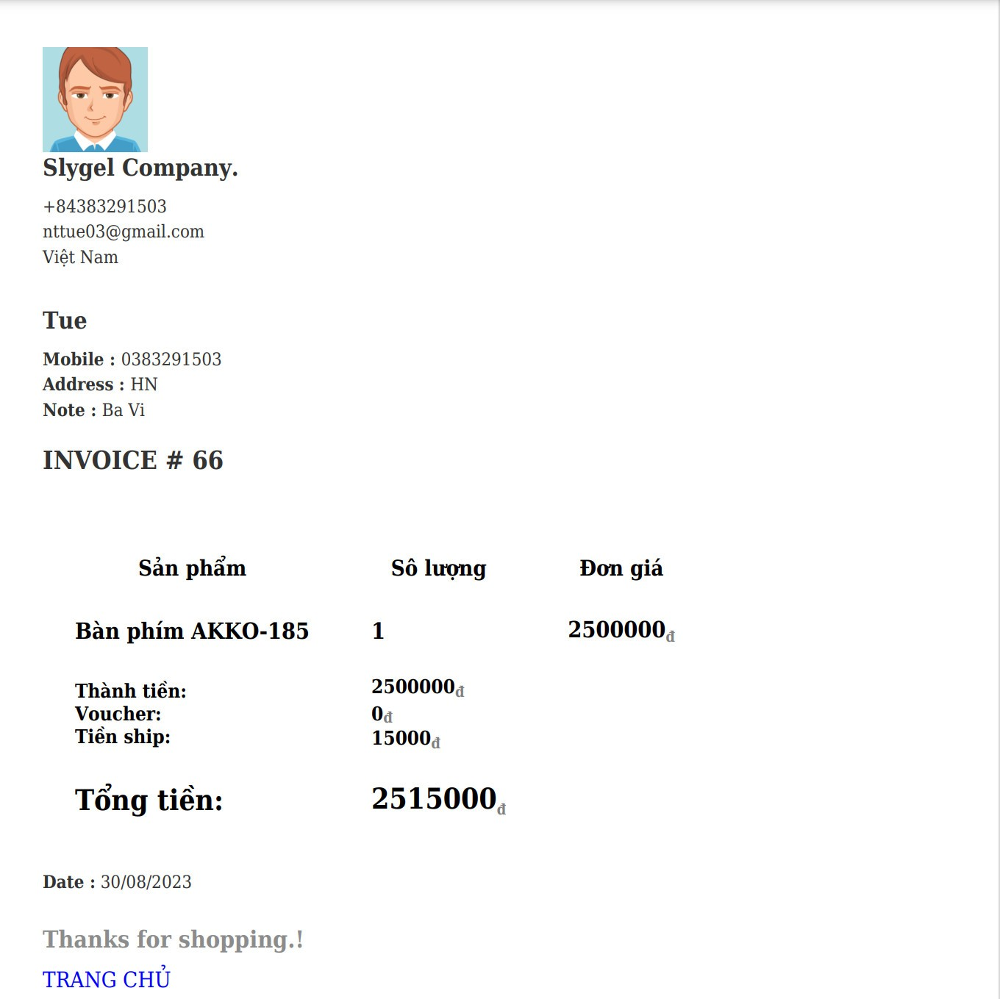 Slygel Company.
+84383291503
nttue03@gmail.com
Việt Nam
Tue
Mobile : 0383291503
Address : HN
Note : Ba Vi
INVOICE # 66
Sản phẩm Sô lượng Đơn giá
Bàn phím AKKO-185 1 2500000đ
Thành tiền: 2500000đ
Voucher: 0đ
Tiền ship: 15000đ
Tổng tiền: 2515000đ
Date : 30/08/2023
Thanks for shopping.!
TRANG CHỦ